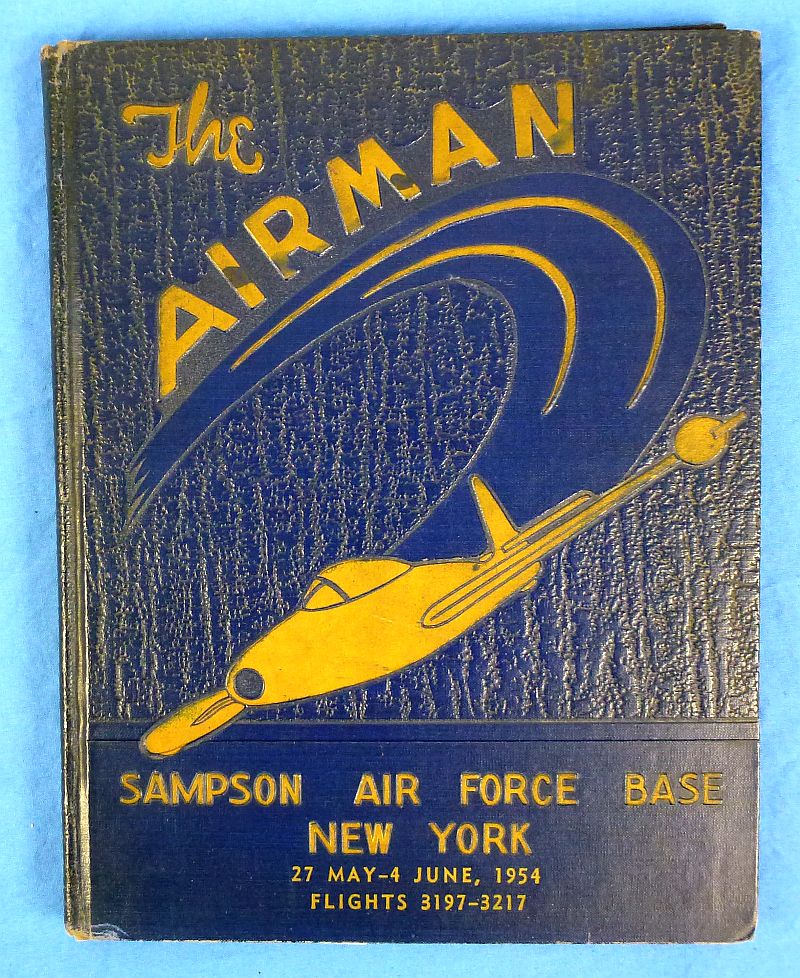 The
AIRMAN
SAMPSON AIR FORCE BASE
NEW YORK
27 MAY-4 JUNE, 1954
FLIGHTS 3197-3217